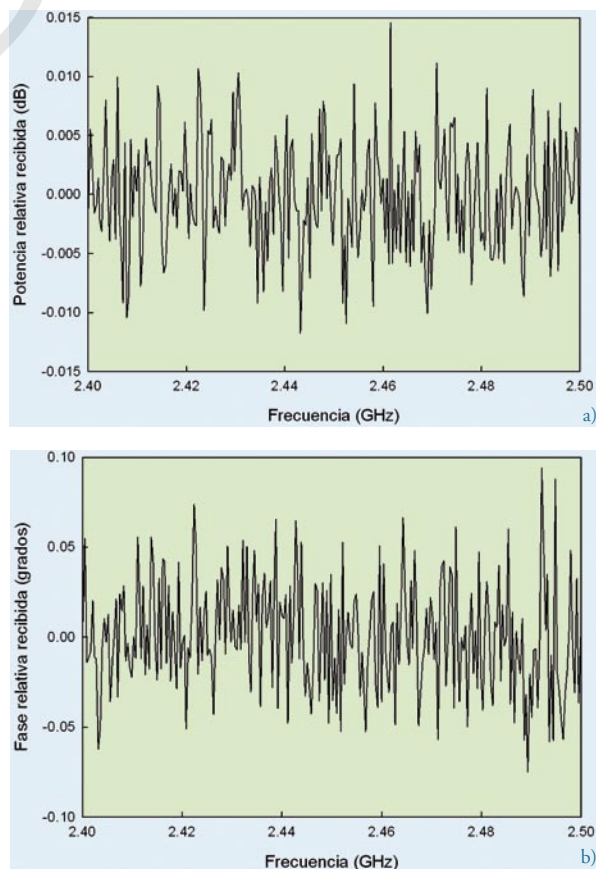 0.015
0.010
0.005
0.000
-0.005
-0.010
-0.015
Potencia relativa recibida (dB)
2.40 2.42 2.44 2.46 2.48 2.50
Frecuencia (GHz)
a)
0.10
0.05
0.00
-0.05
-0.10
Fase relativa recibida (grados)
2.40 2.42 2.44 2.46 2.48 2.50
Frecuencia (GHz)
b)